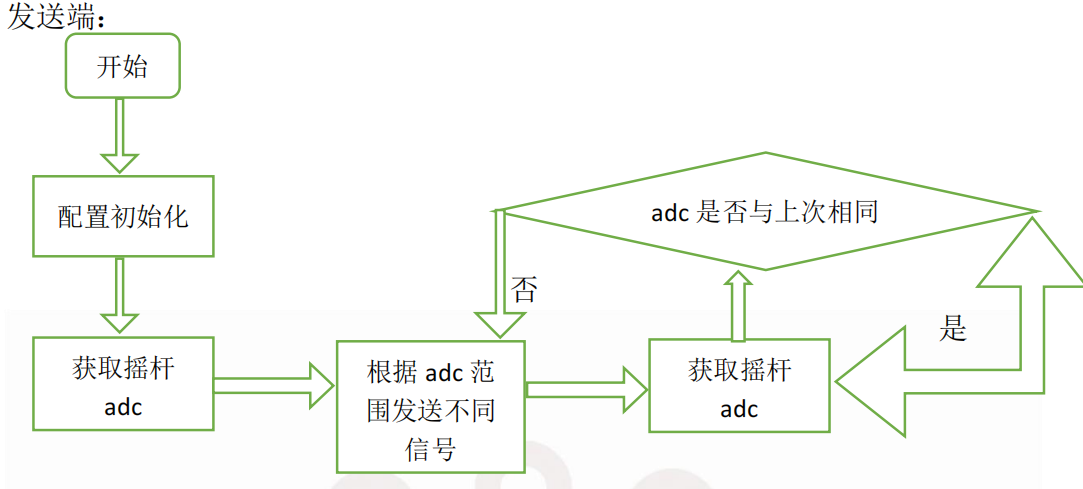 发送端：
开始
配置初始化
获取摇杆
adc
根据 adc 范
围发送不同
信号
获取摇杆
adc
adc 是否与上次相同
否
是